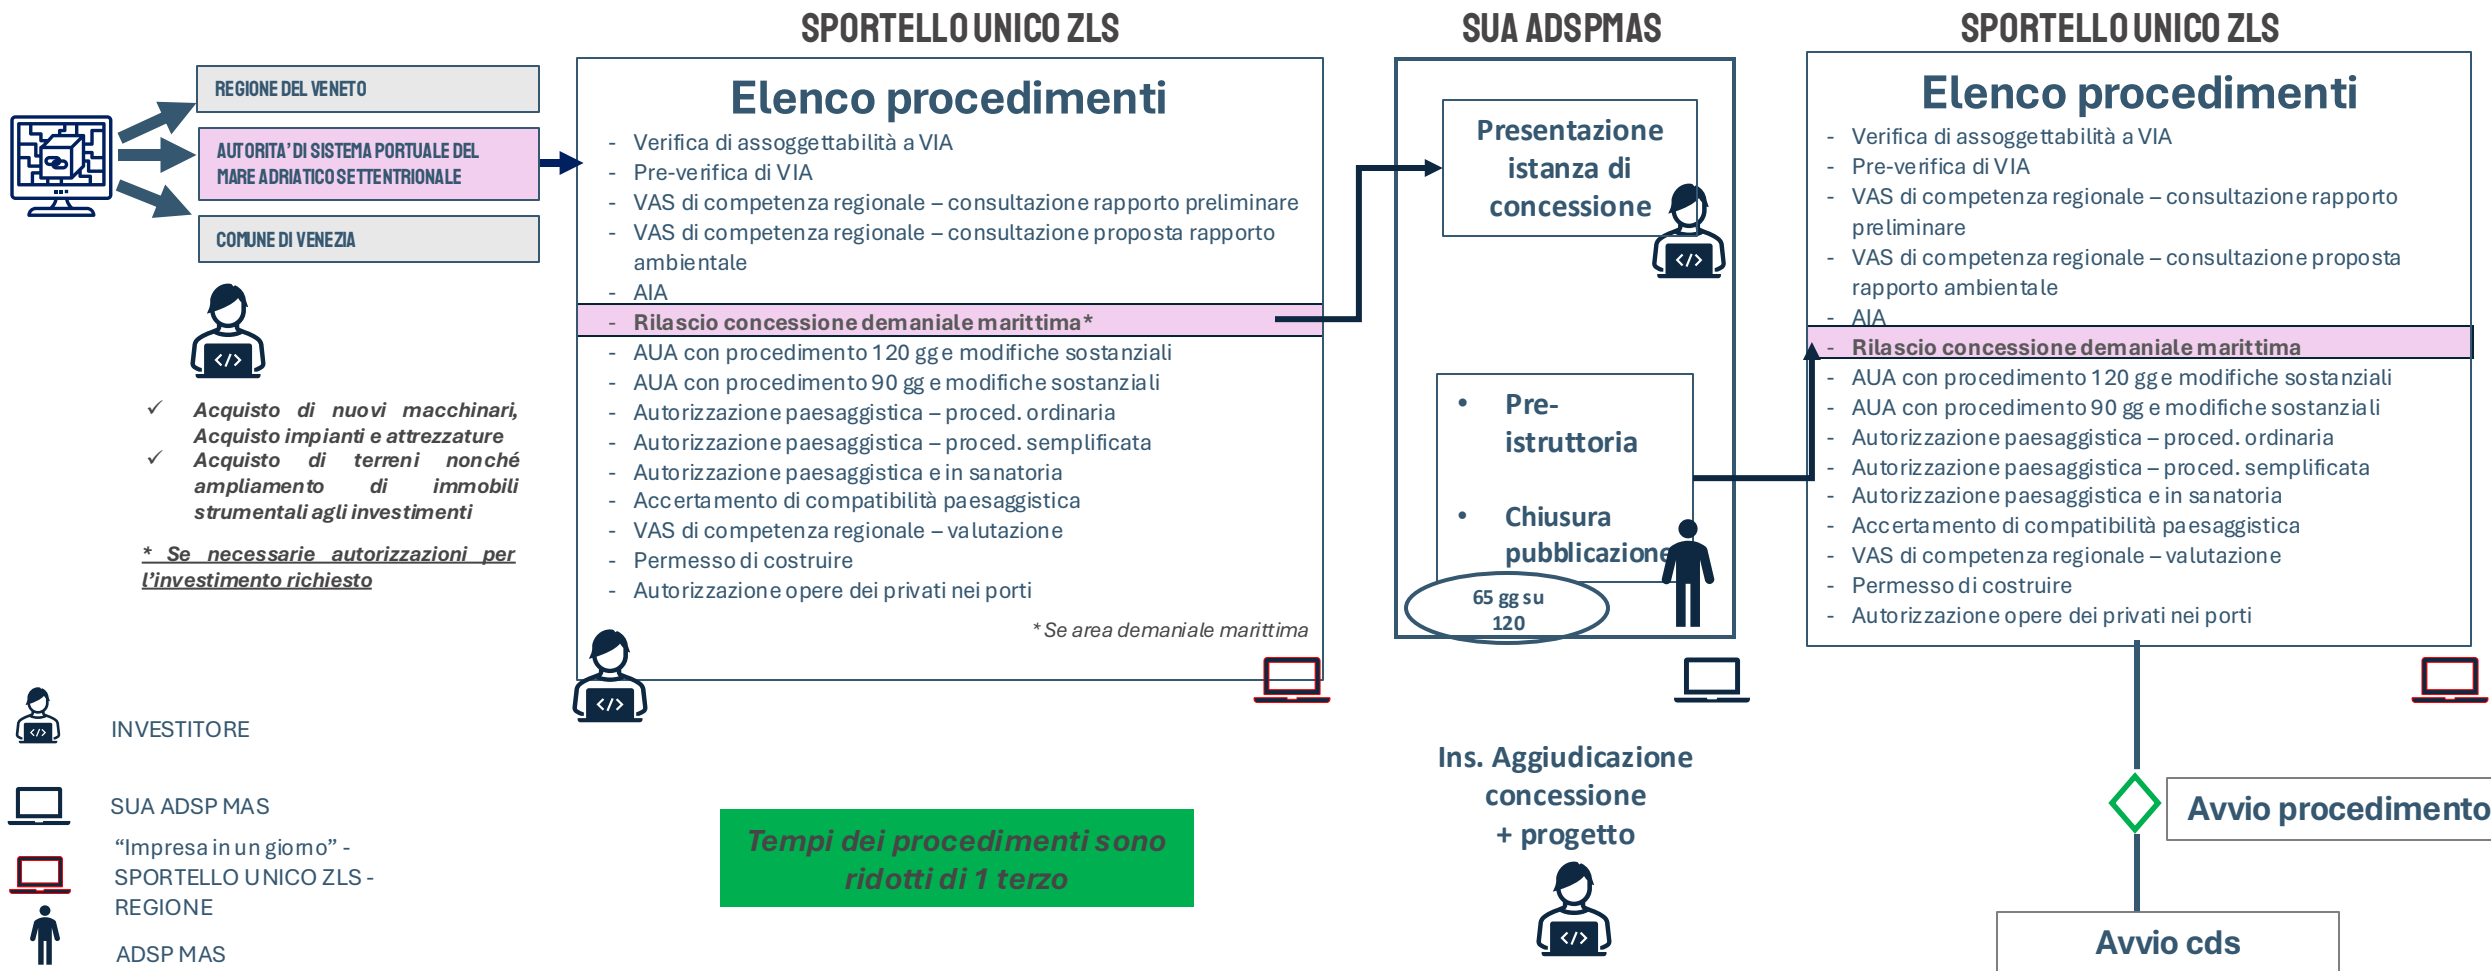 SPORTELLO UNICO ZLS
SUA ADSPMAS
SPORTELLO UNICO ZLS
REGIONE DEL VENETO
AUTORITA' DI SISTEMA PORTUALE DEL
MARE ADRIATICO SETTENTRIONALE
COMUNE DI VENEZIA
✓ Acquisto di nuovi macchinari,
Acquisto impianti e attrezzature
✓ Acquisto di terreni nonché
ampliamento di immobili
strumentali agli investimenti
* Se necessarie autorizzazioni per
l'investimento richiesto
Elenco procedimenti
- Verifica di assoggettabilità a VIA
- Pre-verifica di VIA
- VAS di competenza regionale – consultazione rapporto preliminare
- VAS di competenza regionale – consultazione proposta rapporto
ambientale
- AIA
- Rilascio concessione demaniale marittima*
- AUA con procedimento 120 gg e modifiche sostanziali
- AUA con procedimento 90 gg e modifiche sostanziali
- Autorizzazione paesaggistica – proced. ordinaria
- Autorizzazione paesaggistica – proced. semplificata
- Autorizzazione paesaggistica e in sanatoria
- Accertamento di compatibilità paesaggistica
- VAS di competenza regionale – valutazione
- Permesso di costruire
- Autorizzazione opere dei privati nei porti
* Se area demaniale marittima
Presentazione
istanza di
concessione
• Pre-
istruttoria
• Chiusura
pubblicazione
65 gg su
120
Elenco procedimenti
- Verifica di assoggettabilità a VIA
- Pre-verifica di VIA
- VAS di competenza regionale – consultazione rapporto
preliminare
- VAS di competenza regionale – consultazione proposta
rapporto ambientale
- AIA
- Rilascio concessione demaniale marittima
- AUA con procedimento 120 gg e modifiche sostanziali
- AUA con procedimento 90 gg e modifiche sostanziali
- Autorizzazione paesaggistica – proced. ordinaria
- Autorizzazione paesaggistica – proced. semplificata
- Autorizzazione paesaggistica e in sanatoria
- Accertamento di compatibilità paesaggistica
- VAS di competenza regionale – valutazione
- Permesso di costruire
- Autorizzazione opere dei privati nei porti
INVESTITORE
SUA ADSP MAS
"Impresa in un giorno" -
SPORTELLO UNICO ZLS -
REGIONE
ADSP MAS
Tempi dei procedimenti sono
ridotti di 1 terzo
Ins. Aggiudicazione
concessione
+ progetto
Avvio procedimento
Avvio cds